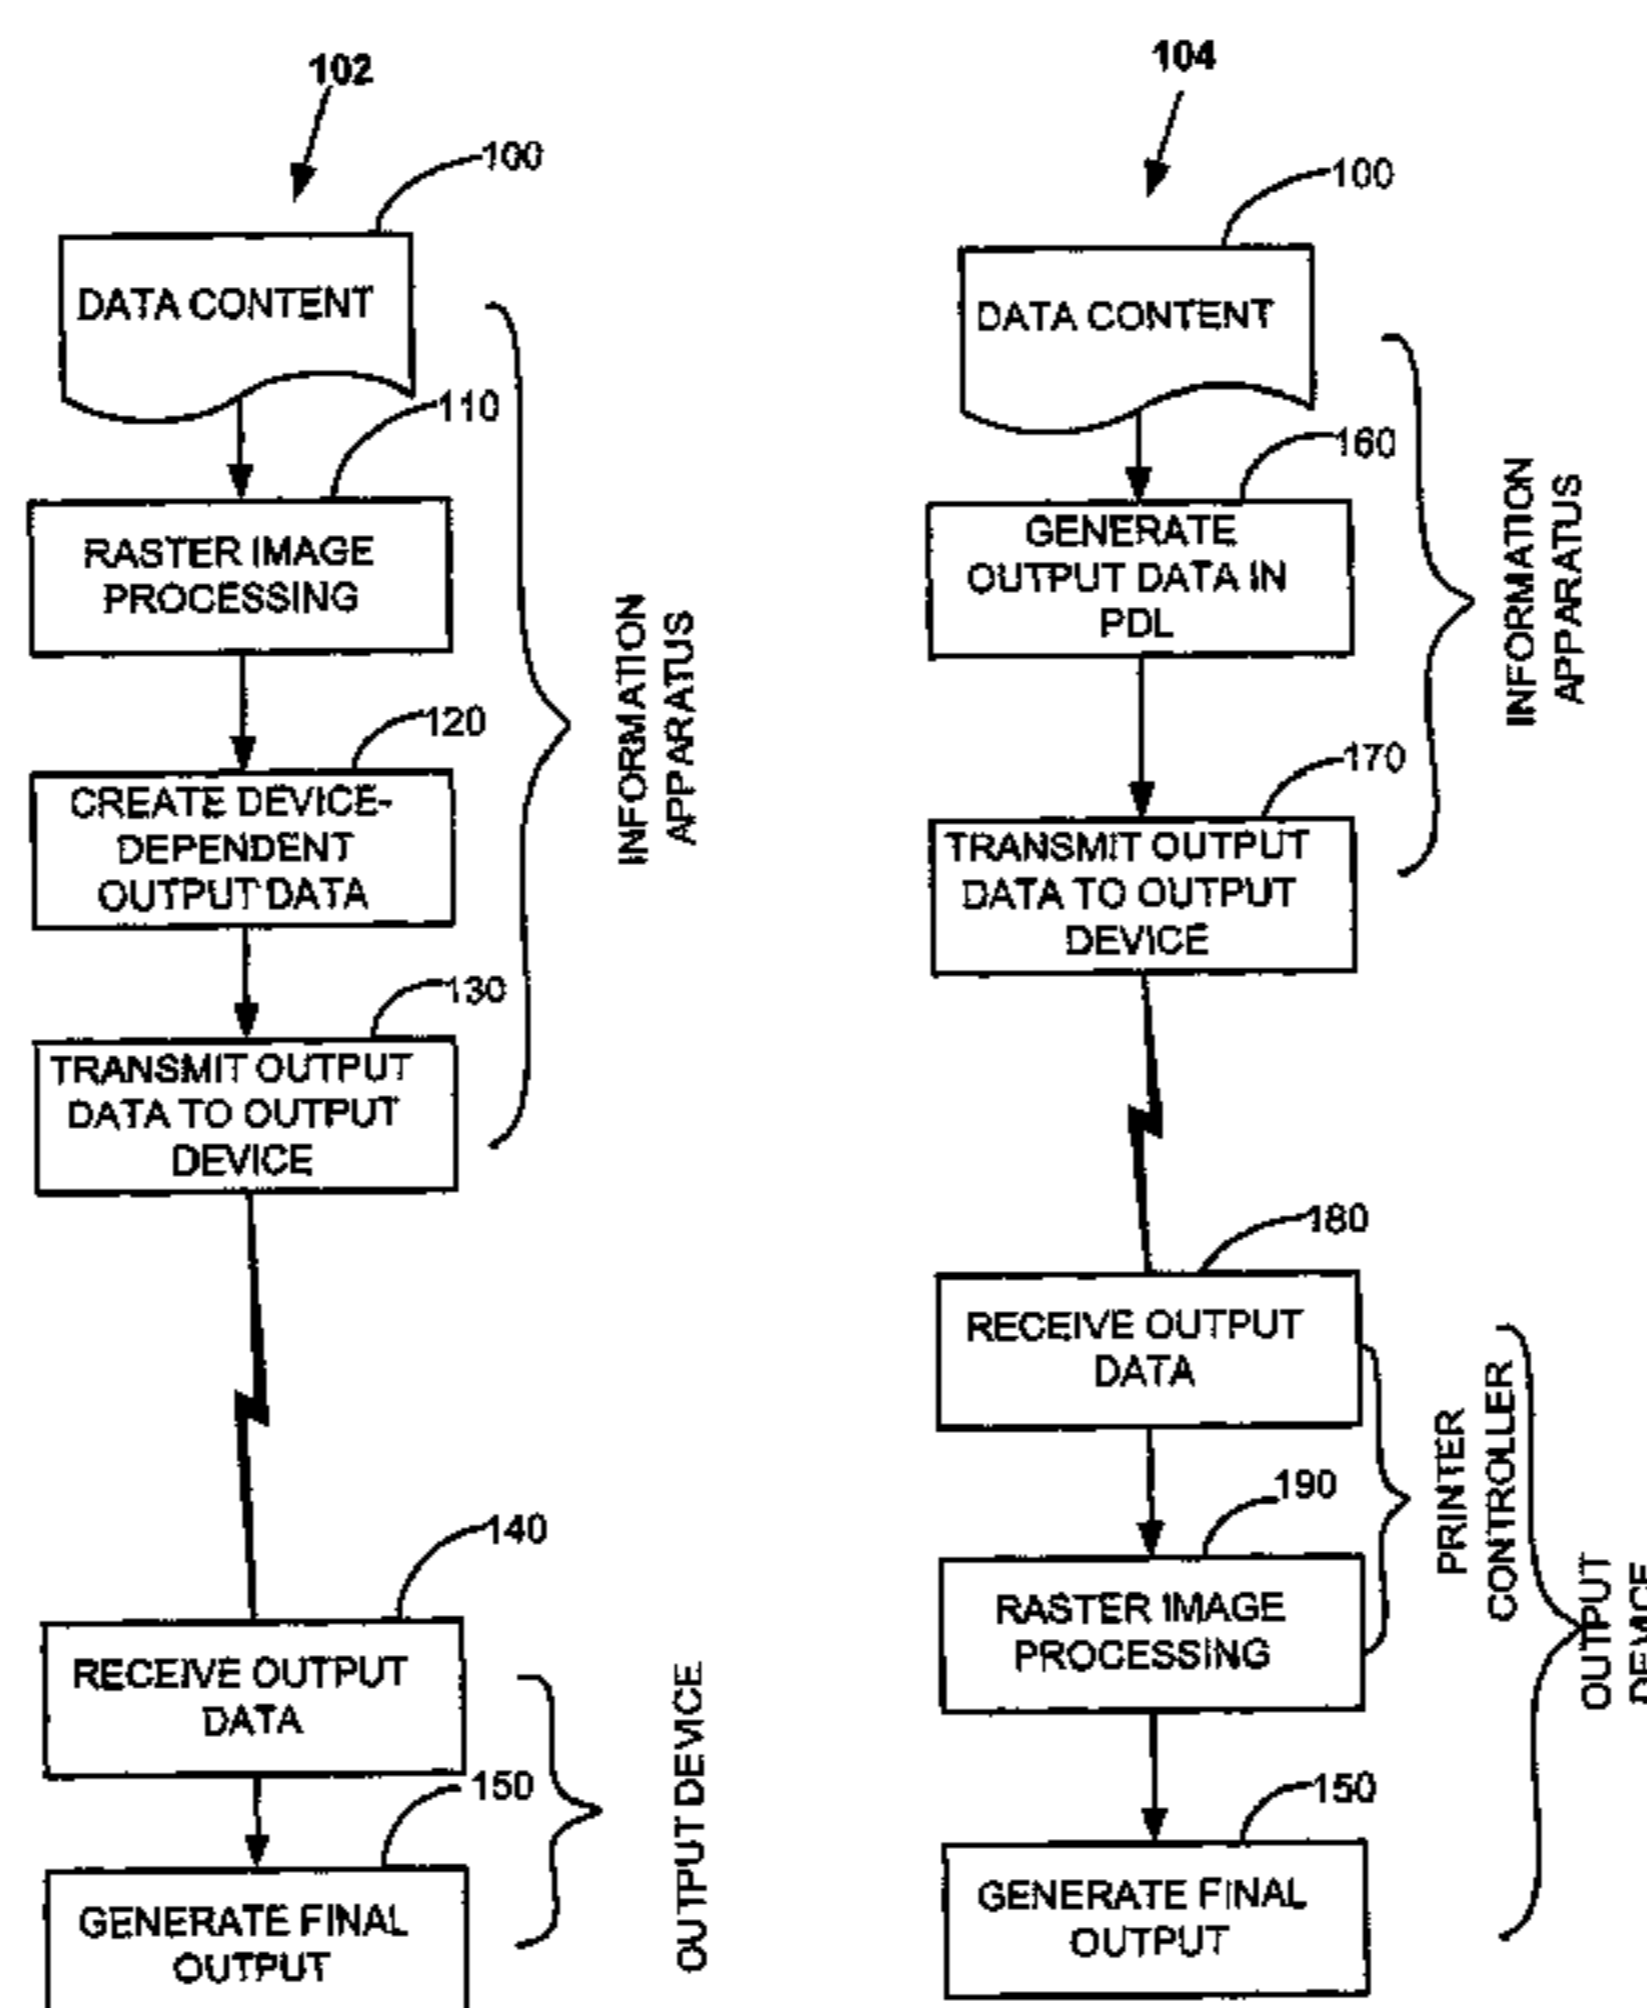 102
100
DATA CONTENT
110
RASTER IMAGE
PROCESSING
120
CREATE DEVICE-
DEPENDENT
OUTPUT DATA
130
TRANSMIT OUTPUT
DATA TO OUTPUT
DEVICE
INFORMATION
APPARATUS
140
RECEIVE OUTPUT
DATA
150
GENERATE FINAL
OUTPUT
OUTPUT DEVICE
104
100
DATA CONTENT
160
GENERATE
OUTPUT DATA IN
PDL
170
TRANSMIT OUTPUT
DATA TO OUTPUT
DEVICE
INFORMATION
APPARATUS
180
RECEIVE OUTPUT
DATA
190
RASTER IMAGE
PROCESSING
PRINTER
CONTROLLER
150
GENERATE FINAL
OUTPUT
OUTPUT
DEVICE